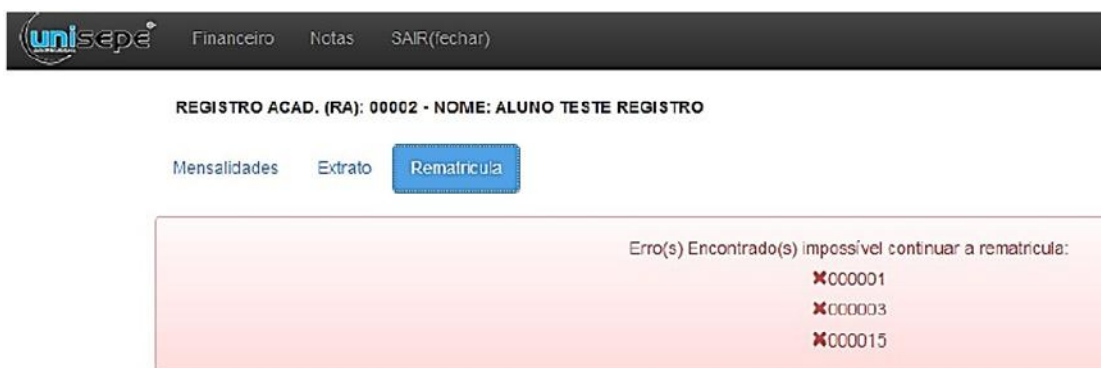 unisepe Financeiro Notas SAIR(fechar)
REGISTRO ACAD. (RA): 00002 - NOME: ALUNO TESTE REGISTRO
Mensalidades Extrato Rematricula
Erro(s) Encontrado(s) impossível continuar a rematricula:
✖000001
✖000003
✖000015